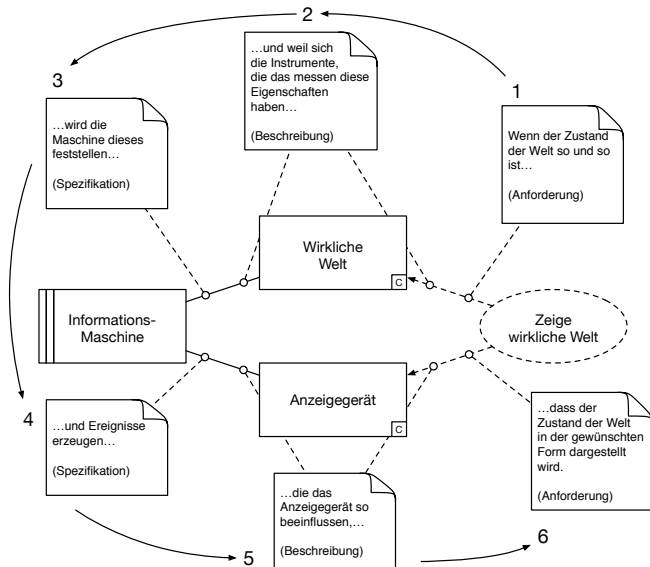 2
…und weil sich
die Instrumente,
die das messen diese
Eigenschaften
haben…
(Beschreibung)
3
…wird die
Maschine dieses
feststellen…
(Spezifikation)
1
Wenn der Zustand
der Welt so und so
ist…
(Anforderung)
Wirkliche
Welt
C
Informations-
Maschine
Zeige
wirkliche Welt
Anzeigegerät
C
4
…und Ereignisse
erzeugen…
(Spezifikation)
5
…die das
Anzeigegerät so
beeinflussen,…
(Beschreibung)
6
…dass der
Zustand der Welt
in der gewünschten
Form dargestellt
wird.
(Anforderung)